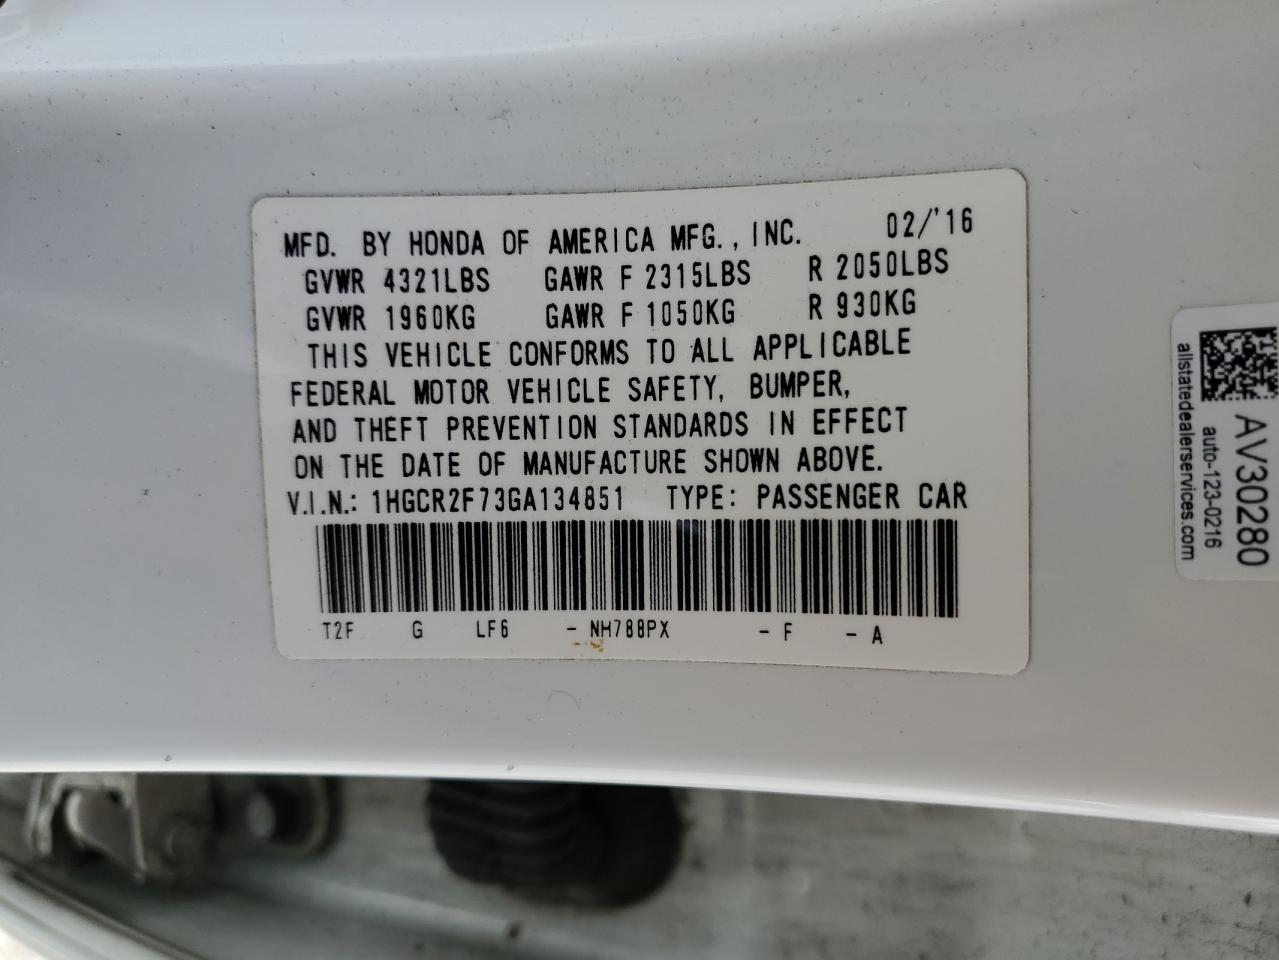 MFD. BY HONDA OF AMERICA MFG., INC. 02/'16
GVWR 4321LBS GAWR F 2315LBS R 2050LBS
GVWR 1960KG GAWR F 1050KG R 930KG
THIS VEHICLE CONFORMS TO ALL APPLICABLE
FEDERAL MOTOR VEHICLE SAFETY, BUMPER,
AND THEFT PREVENTION STANDARDS IN EFFECT
ON THE DATE OF MANUFACTURE SHOWN ABOVE.
V.I.N.: 1HGCR2F73GA134851 TYPE: PASSENGER CAR
T2F G LF6 - NH788PX - F - A
AV30280
auto-123-0216
allstatedealerservices.com